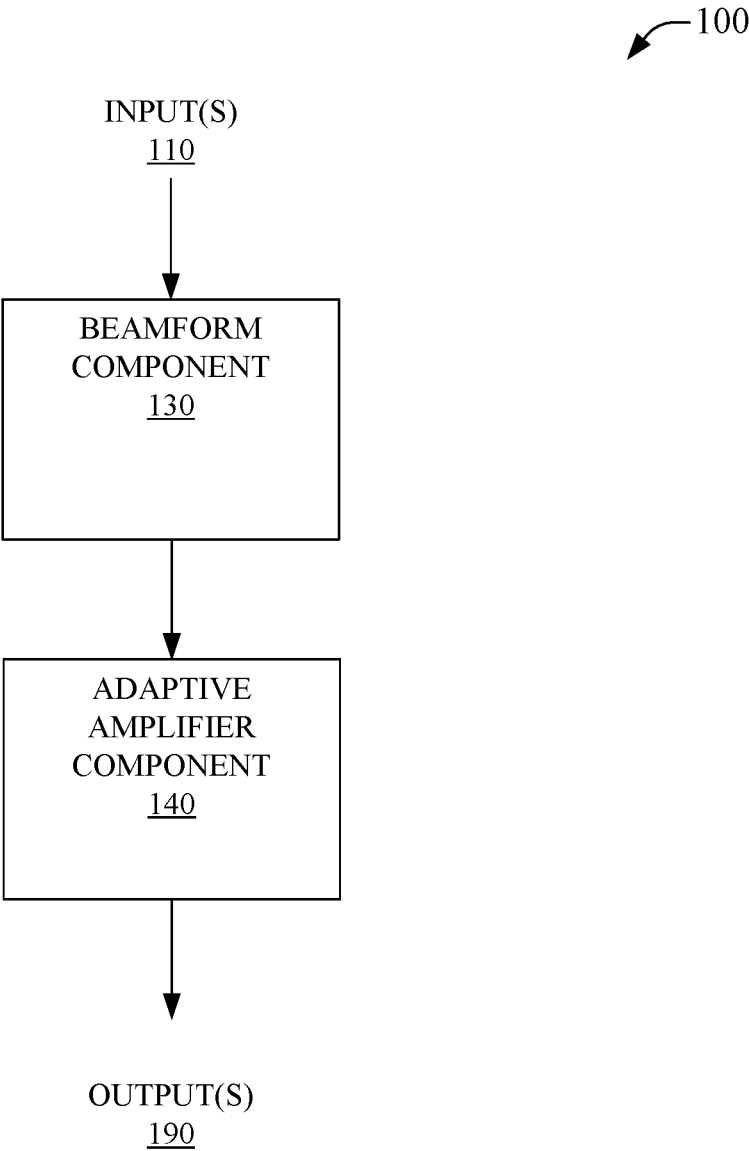 100
INPUT(S)
110
BEAMFORM
COMPONENT
130
ADAPTIVE
AMPLIFIER
COMPONENT
140
OUTPUT(S)
190